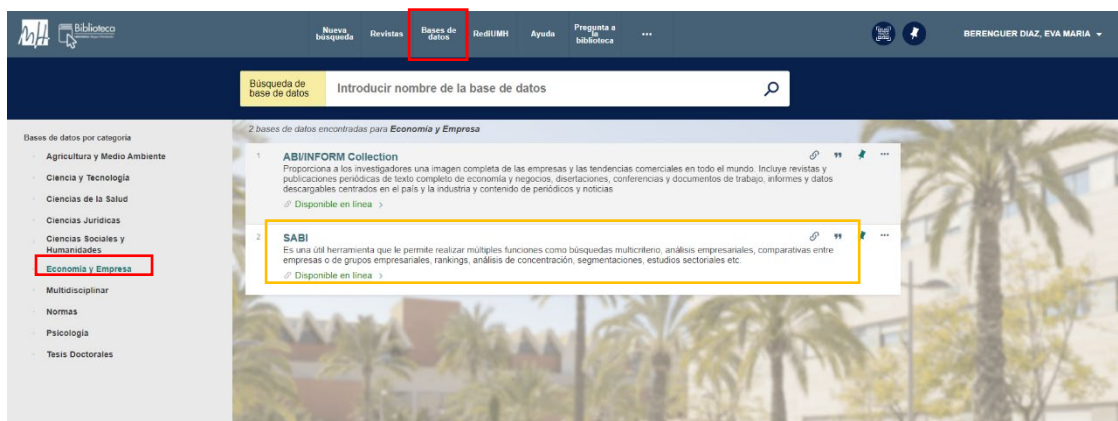 Biblioteca
Nueva búsqueda
Revistas
Bases de datos
RediUMH
Ayuda
Pregunta a la biblioteca
...
BERENGUER DIAZ, EVA MARIA
Búsqueda de
base de datos
Introducir nombre de la base de datos
Bases de datos por categoría
Agricultura y Medio Ambiente
Ciencia y Tecnología
Ciencias de la Salud
Ciencias Jurídicas
Ciencias Sociales y
Humanidades
Economía y Empresa
Multidisciplinar
Normas
Psicología
Tesis Doctorales
2 bases de datos encontradas para Economía y Empresa
1 ABI/INFORM Collection
Proporciona a los investigadores una imagen completa de las empresas y las tendencias comerciales en todo el mundo. Incluye revistas y
publicaciones periódicas de texto completo de economía y negocios, disertaciones, conferencias y documentos de trabajo, informes y datos
descargables centrados en el país y la industria y contenido de periódicos y noticias
Disponible en línea >
2 SABI
Es una útil herramienta que le permite realizar múltiples funciones como búsquedas multicriterio, análisis empresariales, comparativas entre
empresas o de grupos empresariales, rankings, análisis de concentración, segmentaciones, estudios sectoriales etc.
Disponible en línea >